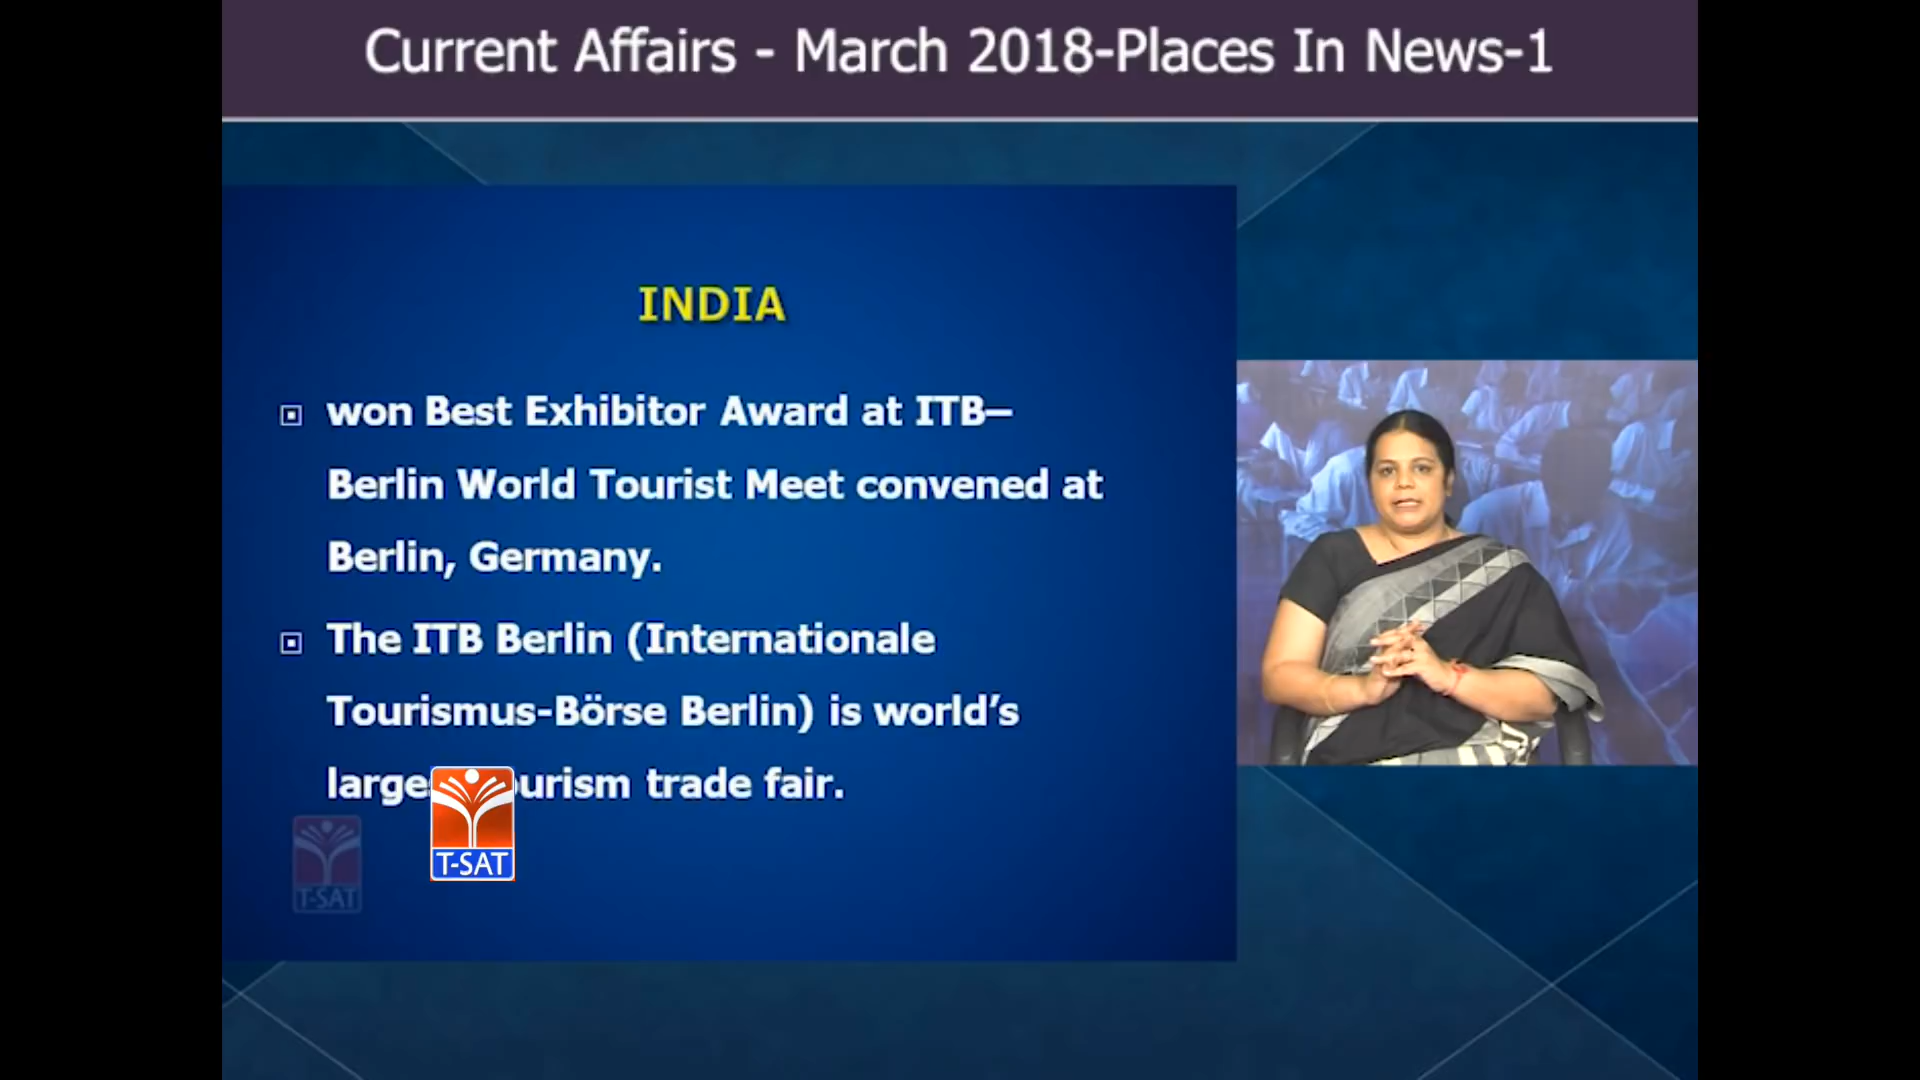 Current Affairs - March 2018-Places In News-1
INDIA
won Best Exhibitor Award at ITB–
Berlin World Tourist Meet convened at
Berlin, Germany.
The ITB Berlin (Internationale
Tourismus-Börse Berlin) is world’s
large ourism trade fair.
T-SAT
T-SAT